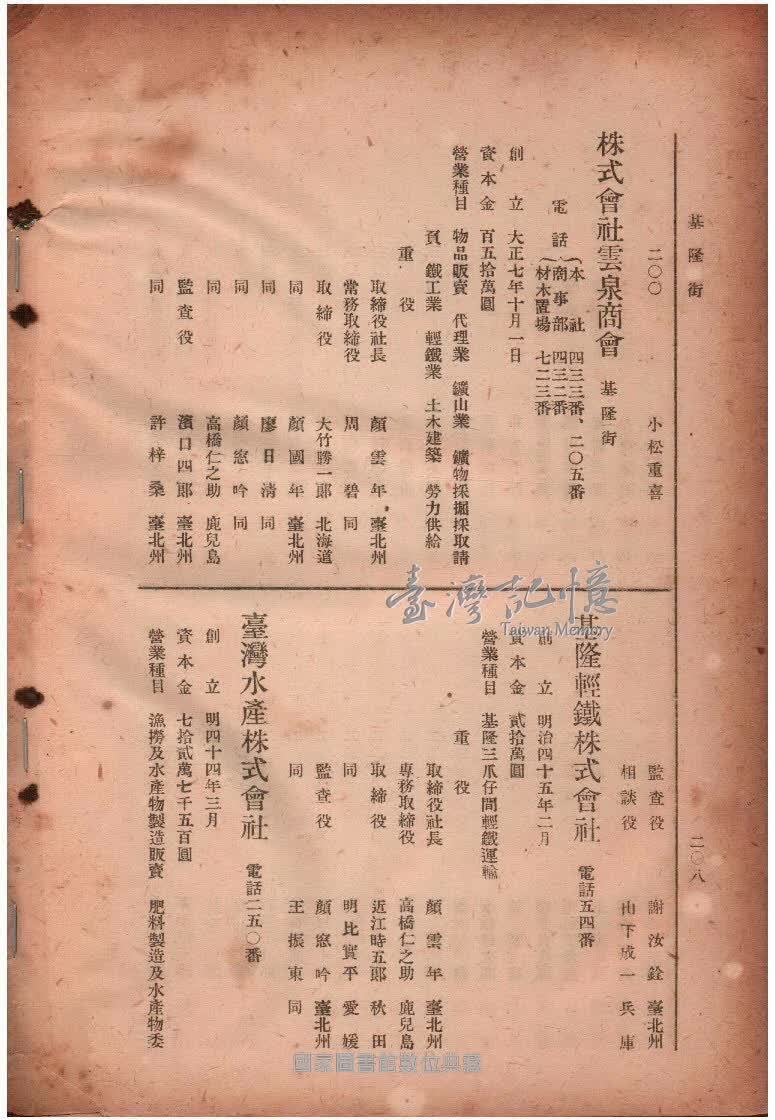 基隆街
二〇八
二〇〇　小松重喜
株式會社雲泉商會　基隆街
電話
本社　四三三番、二〇五番
商事部　四三二番
材木置場　七二三番
創立　大正七年十月一日
資本金　百五拾萬圓
營業種目　物品販賣　代理業　鑛山業　鑛物採掘採取請
負　鐵工業　輕鐵業　土木建築　勞力供給
重役
取締役社長　顏雲年　臺北州
常務取締役　周碧　同
取締役　大竹勝一郎　北海道
同　顏國年　臺北州
同　廖日清　同
同　顏窓吟　同
同　高橋仁之助　鹿兒島
監査役　濱口四郎　臺北州
同　許梓桑　臺北州
監査役　謝汝銓　臺北州
相談役　山下成一　兵庫
基隆輕鐵株式會社　電話五四番
創立　明治四十五年二月
資本金　貳拾萬圓
營業種目　基隆三爪仔間輕鐵運輸
重役
取締役社長　顏雲年　臺北州
專務取締役　高橋仁之助　鹿兒島
取締役　近江時五郎　秋田
同　明比實平　愛媛
監査役　顏窓吟　臺北州
同　王振東　同
臺灣水產株式會社　電話二五〇番
創立　明四十四年三月
資本金　七拾貳萬七千五百圓
營業種目　漁撈及水產物製造販賣　肥料製造及水產物委
臺灣記憶
Taiwan Memory
國家圖書館數位典藏